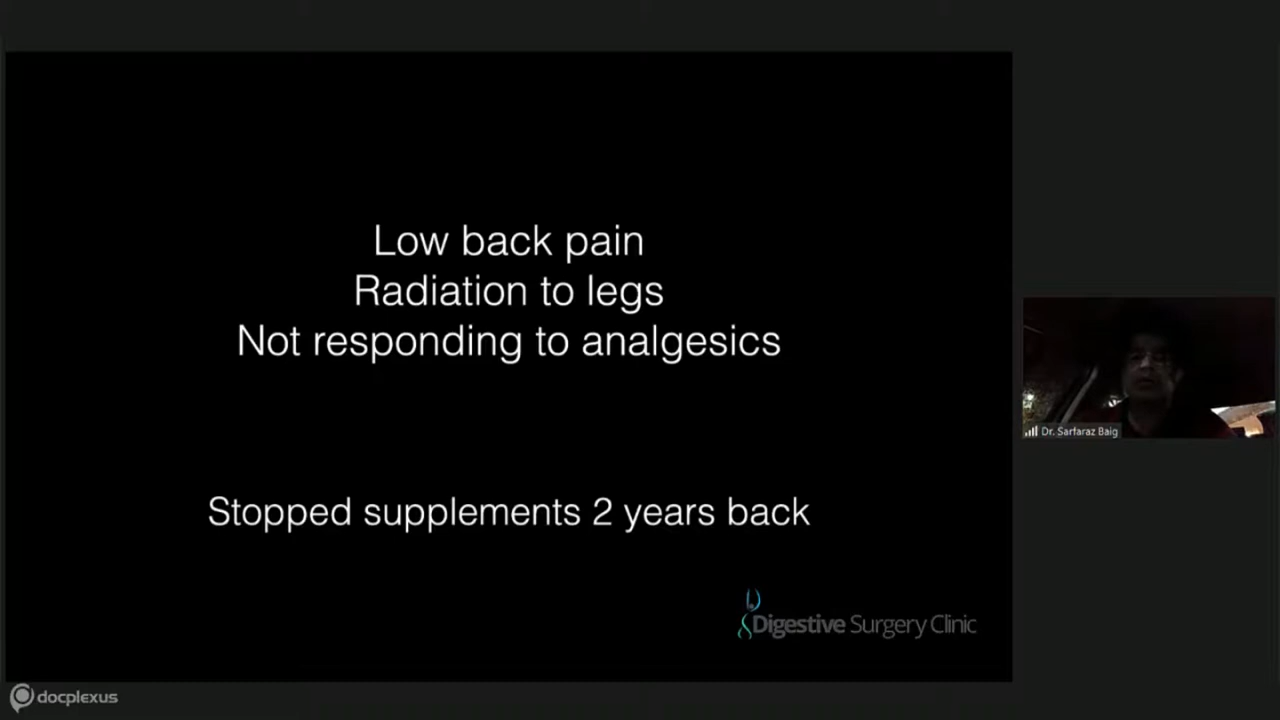 Low back pain
Radiation to legs
Not responding to analgesics
Stopped supplements 2 years back
Digestive Surgery Clinic
Dr. Sarfaraz Baig
docplexus